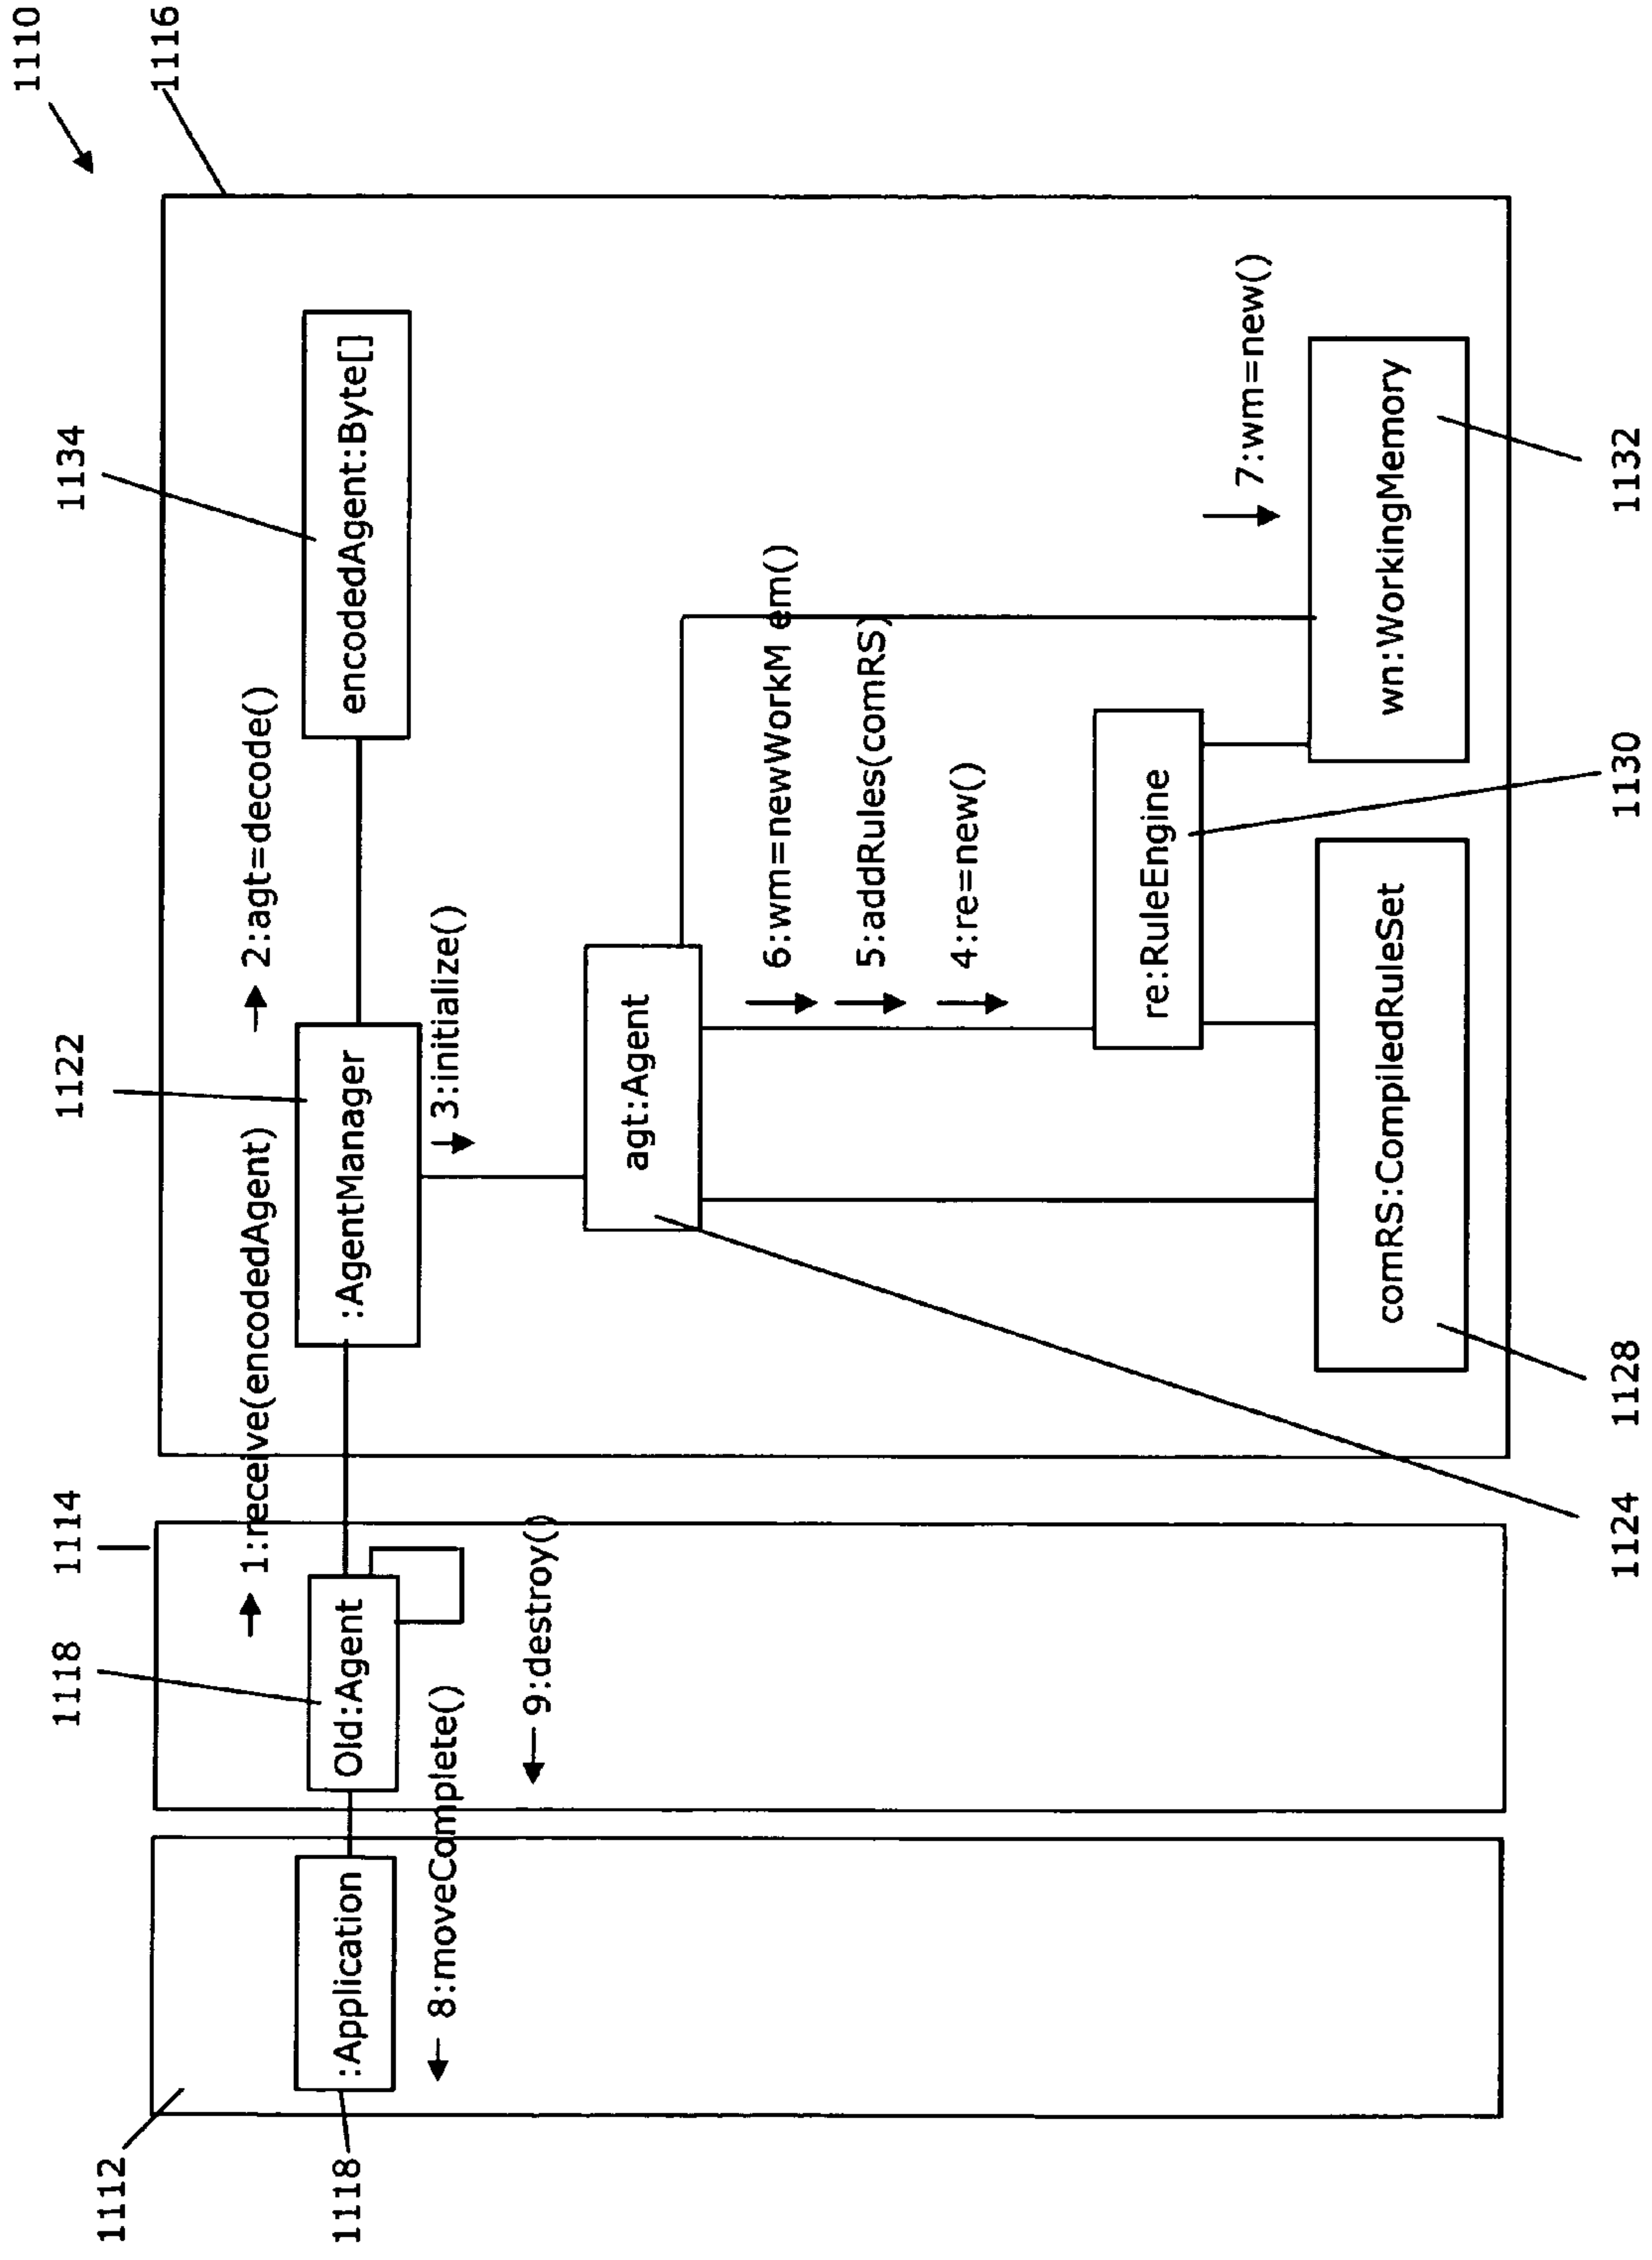 1110
1116
1134
1122
1114
1118
1112
1118
1:receive(encodedAgent)
2:agt=decode()
:Application
Old:Agent
:AgentManager
encodedAgent:Byte[]
8:moveComplete()
3:initialize()
9:destroy()
agt:Agent
6:wm=newWorkM em()
5:addRules(comRS)
4:re=new()
re:RuleEngine
7:wm=new()
comRS:CompiledRuleSet
wn:WorkingMemory
1124
1128
1130
1132